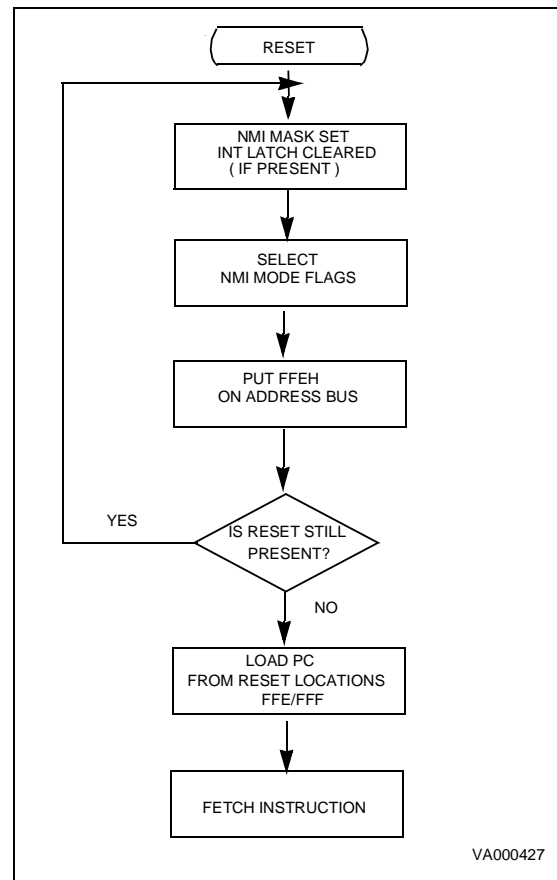 RESET
NMI MASK SET
INT LATCH CLEARED
( IF PRESENT )
SELECT
NMI MODE FLAGS
PUT FFEH
ON ADDRESS BUS
YES
IS RESET STILL
PRESENT?
NO
LOAD PC
FROM RESET LOCATIONS
FFE/FFF
FETCH INSTRUCTION
VA000427